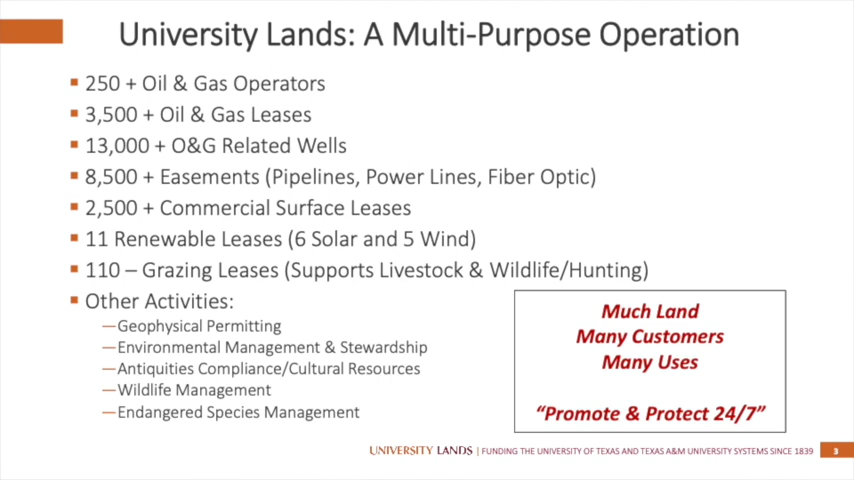 University Lands: A Multi-Purpose Operation
250 + Oil & Gas Operators
3,500 + Oil & Gas Leases
13,000 + O&G Related Wells
8,500 + Easements (Pipelines, Power Lines, Fiber Optic)
2,500 + Commercial Surface Leases
11 Renewable Leases (6 Solar and 5 Wind)
110 – Grazing Leases (Supports Livestock & Wildlife/Hunting)
Other Activities:
—Geophysical Permitting
—Environmental Management & Stewardship
—Antiquities Compliance/Cultural Resources
—Wildlife Management
—Endangered Species Management
Much Land
Many Customers
Many Uses
“Promote & Protect 24/7”
UNIVERSITY LANDS | FUNDING THE UNIVERSITY OF TEXAS AND TEXAS A&M UNIVERSITY SYSTEMS SINCE 1839 3